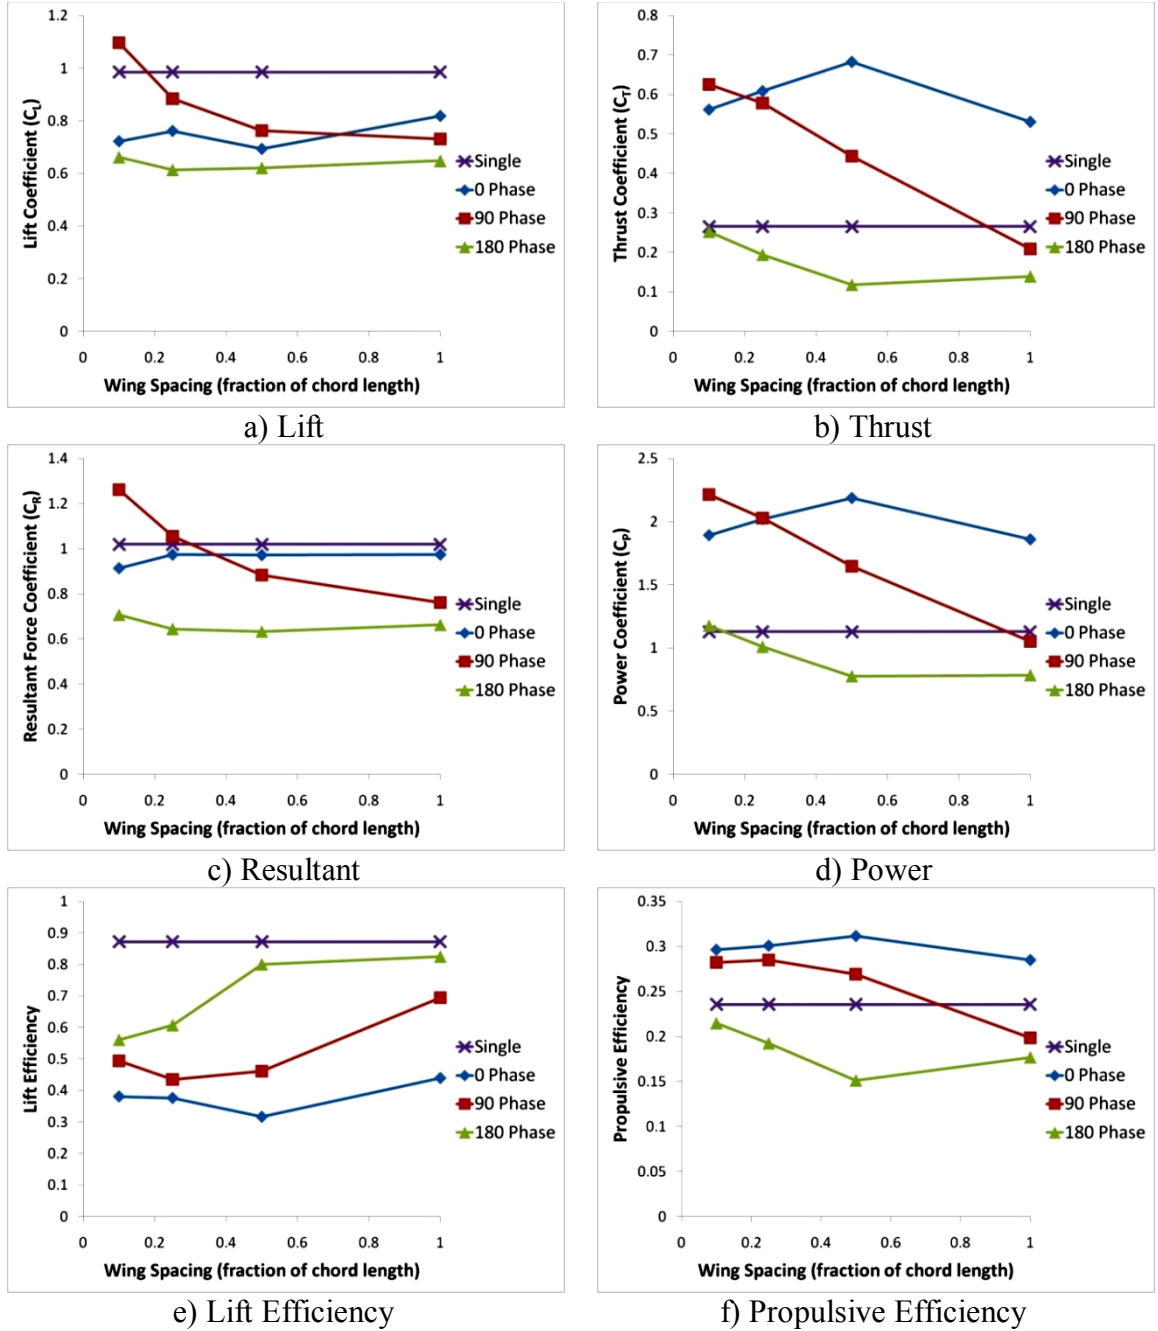 1.2
1
0.8
0.6
0.4
0.2
0
0 0.2 0.4 0.6 0.8 1
Lift Coefficient (CL)
Wing Spacing (fraction of chord length)
Single
0 Phase
90 Phase
180 Phase
a) Lift
0.8
0.7
0.6
0.5
0.4
0.3
0.2
0.1
0
0 0.2 0.4 0.6 0.8 1
Thrust Coefficient (CT)
Wing Spacing (fraction of chord length)
Single
0 Phase
90 Phase
180 Phase
b) Thrust
1.4
1.2
1
0.8
0.6
0.4
0.2
0
0 0.2 0.4 0.6 0.8 1
Resultant Force Coefficient (CR)
Wing Spacing (fraction of chord length)
Single
0 Phase
90 Phase
180 Phase
c) Resultant
2.5
2
1.5
1
0.5
0
0 0.2 0.4 0.6 0.8 1
Power Coefficient (CP)
Wing Spacing (fraction of chord length)
Single
0 Phase
90 Phase
180 Phase
d) Power
1
0.9
0.8
0.7
0.6
0.5
0.4
0.3
0.2
0.1
0
0 0.2 0.4 0.6 0.8 1
Lift Efficiency
Wing Spacing (fraction of chord length)
Single
0 Phase
90 Phase
180 Phase
e) Lift Efficiency
0.35
0.3
0.25
0.2
0.15
0.1
0.05
0
0 0.2 0.4 0.6 0.8 1
Propulsive Efficiency
Wing Spacing (fraction of chord length)
Single
0 Phase
90 Phase
180 Phase
f) Propulsive Efficiency